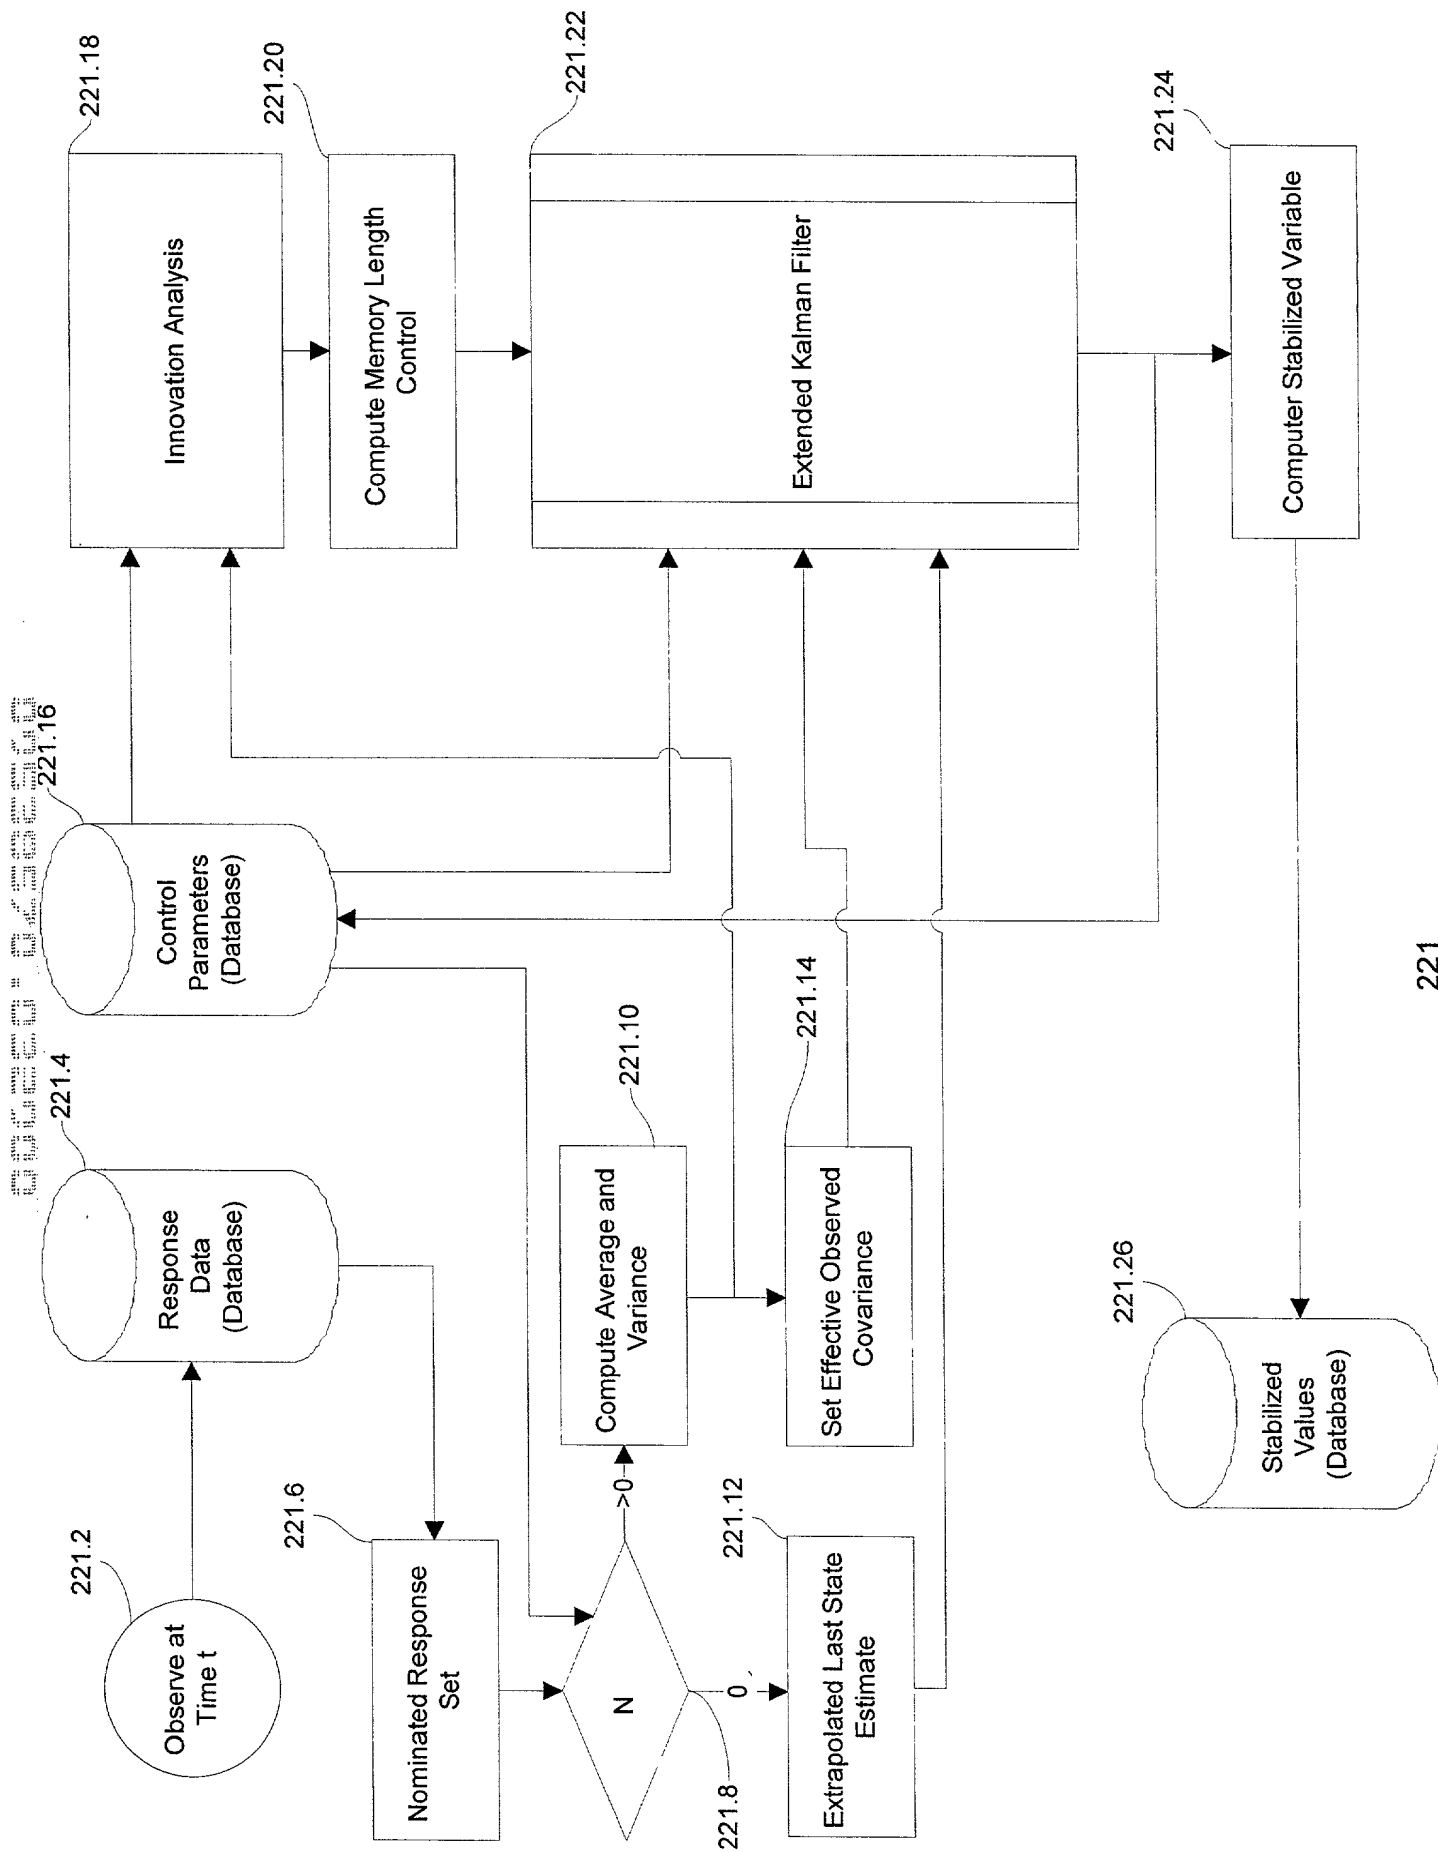 221.2
Observe at
Time t
221.4
Response
Data
(Database)
221.16
Control
Parameters
(Database)
221.18
Innovation Analysis
221.6
Nominated Response
Set
221.20
Compute Memory Length
Control
N
>0
0
221.8
221.10
Compute Average and
Variance
221.22
Extended Kalman Filter
221.12
Extrapolated Last State
Estimate
221.14
Set Effective Observed
Covariance
221.24
Computer Stabilized Variable
221.26
Stabilized
Values
(Database)
221